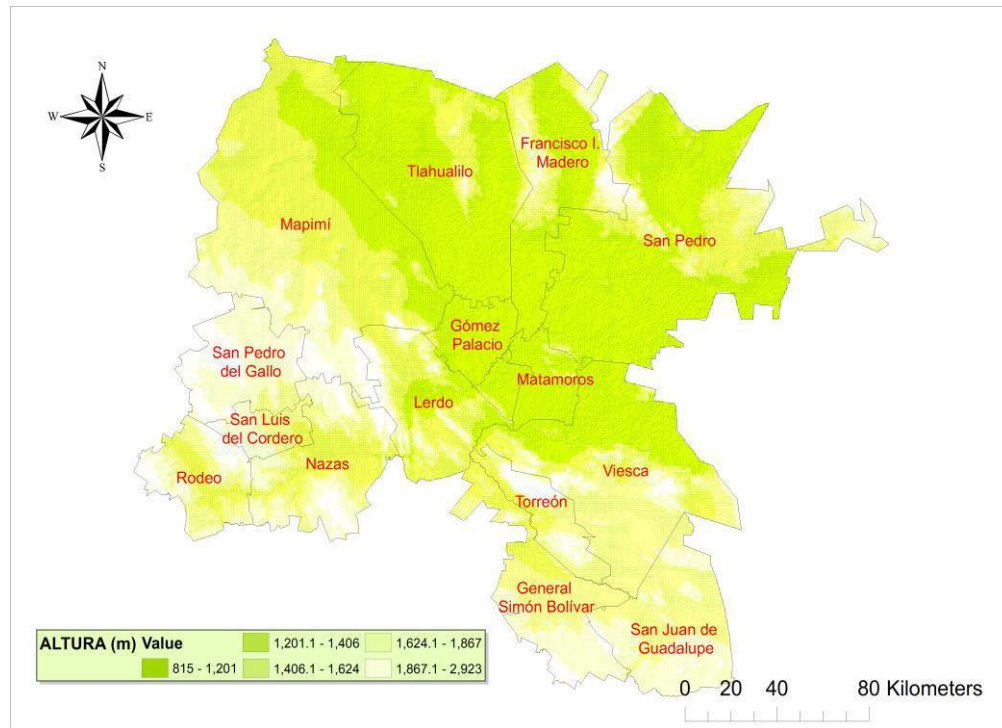 N
W
E
S
Francisco I.
Madero
Tlahualilo
Mapimí
San Pedro
Gómez
Palacio
San Pedro
del Gallo
Matamoros
Lerdo
San Luis
del Cordero
Nazas
Viesca
Rodeo
Torreón
General
Simón Bolívar
San Juan de
Guadalupe
ALTURA (m) Value
815 - 1,201
1,201.1 - 1,406
1,406.1 - 1,624
1,624.1 - 1,867
1,867.1 - 2,923
0 20 40 80 Kilometers